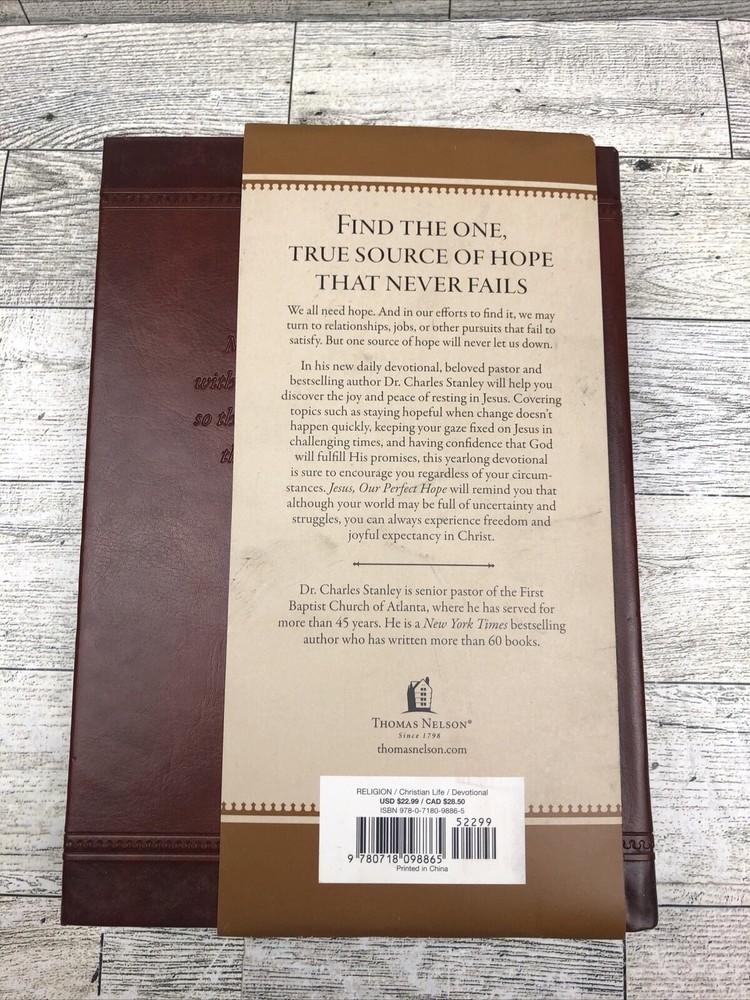 FIND THE ONE,
TRUE SOURCE OF HOPE
THAT NEVER FAILS
We all need hope. And in our efforts to find it, we may
turn to relationships, jobs, or other pursuits that fail to
satisfy. But one source of hope will never let us down.
In his new daily devotional, beloved pastor and
bestselling author Dr. Charles Stanley will help you
discover the joy and peace of resting in Jesus. Covering
topics such as staying hopeful when change doesn't
happen quickly, keeping your gaze fixed on Jesus in
challenging times, and having confidence that God
will fulfill His promises, this yearlong devotional
is sure to encourage you regardless of your circum-
stances. Jesus, Our Perfect Hope will remind you that
although your world may be full of uncertainty and
struggles, you can always experience freedom and
joyful expectancy in Christ.
Dr. Charles Stanley is senior pastor of the First
Baptist Church of Atlanta, where he has served for
more than 45 years. He is a New York Times bestselling
author who has written more than 60 books.
THOMAS NELSON®
Since 1798
thomasnelson.com
RELIGION / Christian Life / Devotional
USD $22.99 / CAD $28.50
ISBN 978-0-7180-9886-5
52299
9 780718 098865
Printed in China
with
so th